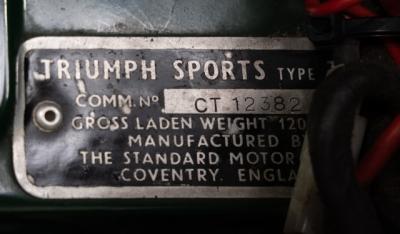 TRIUMPH SPORTS TYPE
COMM. NO CT 12382
GROSS LADEN WEIGHT 120
MANUFACTURED B
THE STANDARD MOTOR
COVENTRY. ENGLA